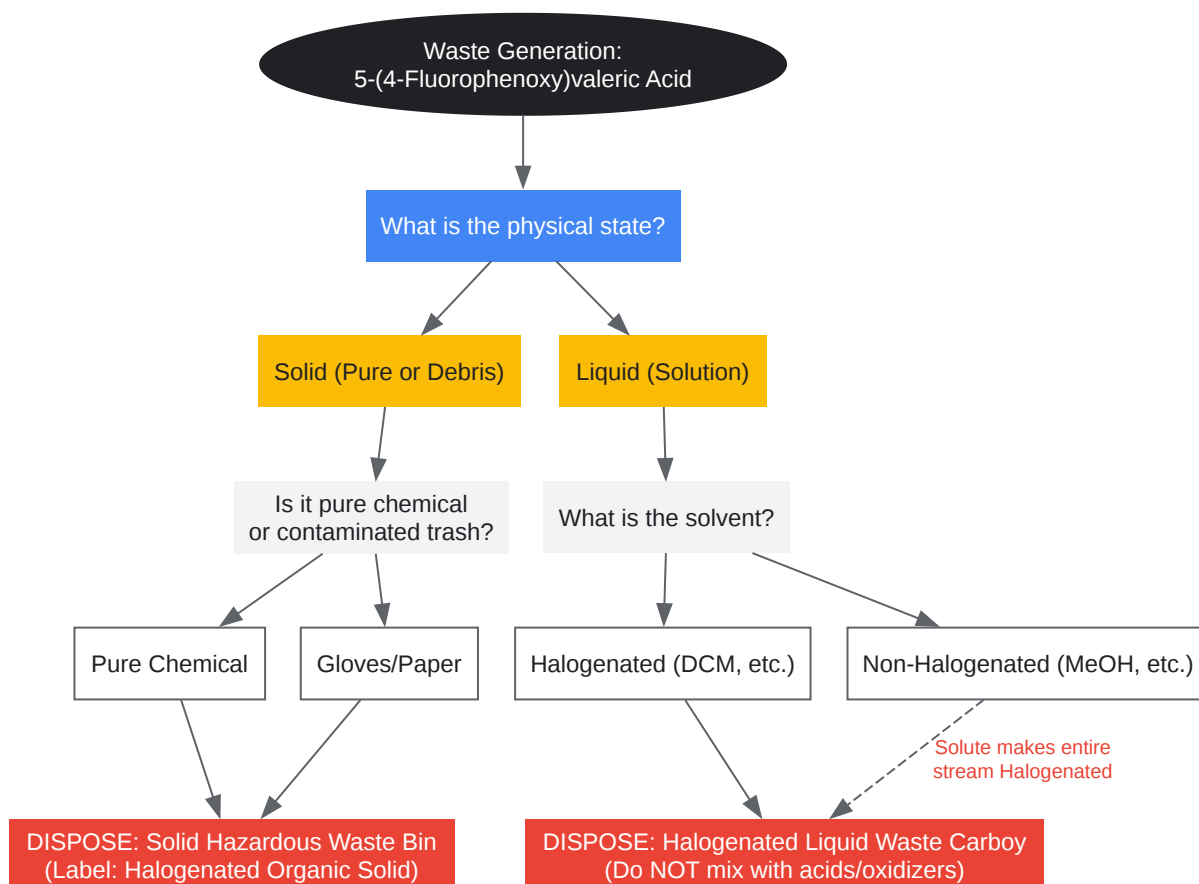 Waste Generation:
5-(4-Fluorophenoxy)valeric Acid
What is the physical state?
Solid (Pure or Debris)
Liquid (Solution)
Is it pure chemical
or contaminated trash?
What is the solvent?
Pure Chemical
Gloves/Paper
Halogenated (DCM, etc.)
Non-Halogenated (MeOH, etc.)
Solute makes entire
stream Halogenated
DISPOSE: Solid Hazardous Waste Bin
(Label: Halogenated Organic Solid)
DISPOSE: Halogenated Liquid Waste Carboy
(Do NOT mix with acids/oxidizers)